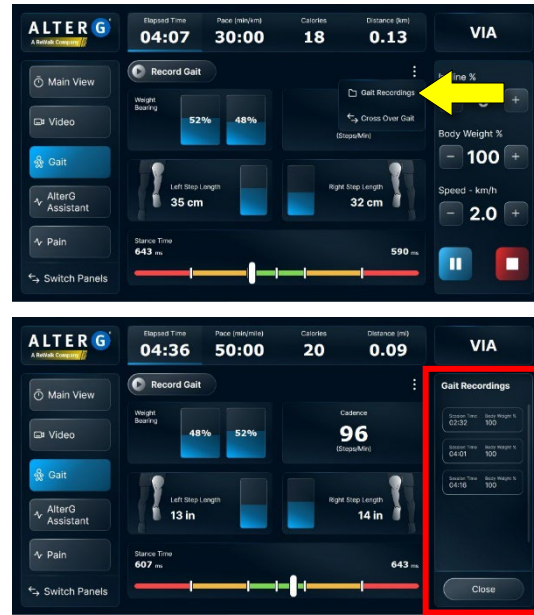 ALTER G
A ReWalk Company
Elapsed Time
04:07
Pace (min/km)
30:00
Calories
18
Distance (km)
0.13
VIA
Main View
Video
Gait
AlterG
Assistant
Pain
Switch Panels
Record Gait
Gait Recordings
Cross Over Gait
Weight
Bearing
52%
48%
(Steps/Min)
Left Step Length
35 cm
Right Step Length
32 cm
Stance Time
643 ms
590 ms
%
Body Weight %
- 100 +
Speed - km/h
- 2.0 +
ALTER G
A ReWalk Company
Elapsed Time
04:36
Pace (min/mile)
50:00
Calories
20
Distance (mi)
0.09
VIA
Main View
Video
Gait
AlterG
Assistant
Pain
Switch Panels
Record Gait
Weight
Bearing
48%
52%
Cadence
96
(Steps/Min)
Left Step Length
13 in
Right Step Length
14 in
Stance Time
607 ms
643 ms
Gait Recordings
Session Time Body Weight %
02:32 100
Session Time Body Weight %
04:01 100
Session Time Body Weight %
04:16 100
Close